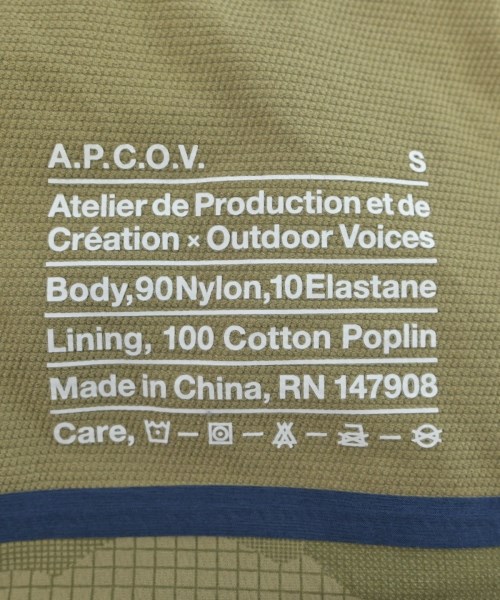 A.P.C.O.V. S
Atelier de Production et de
Création × Outdoor Voices
Body, 90 Nylon, 10 Elastane
Lining, 100 Cotton Poplin
Made in China, RN 147908
Care,